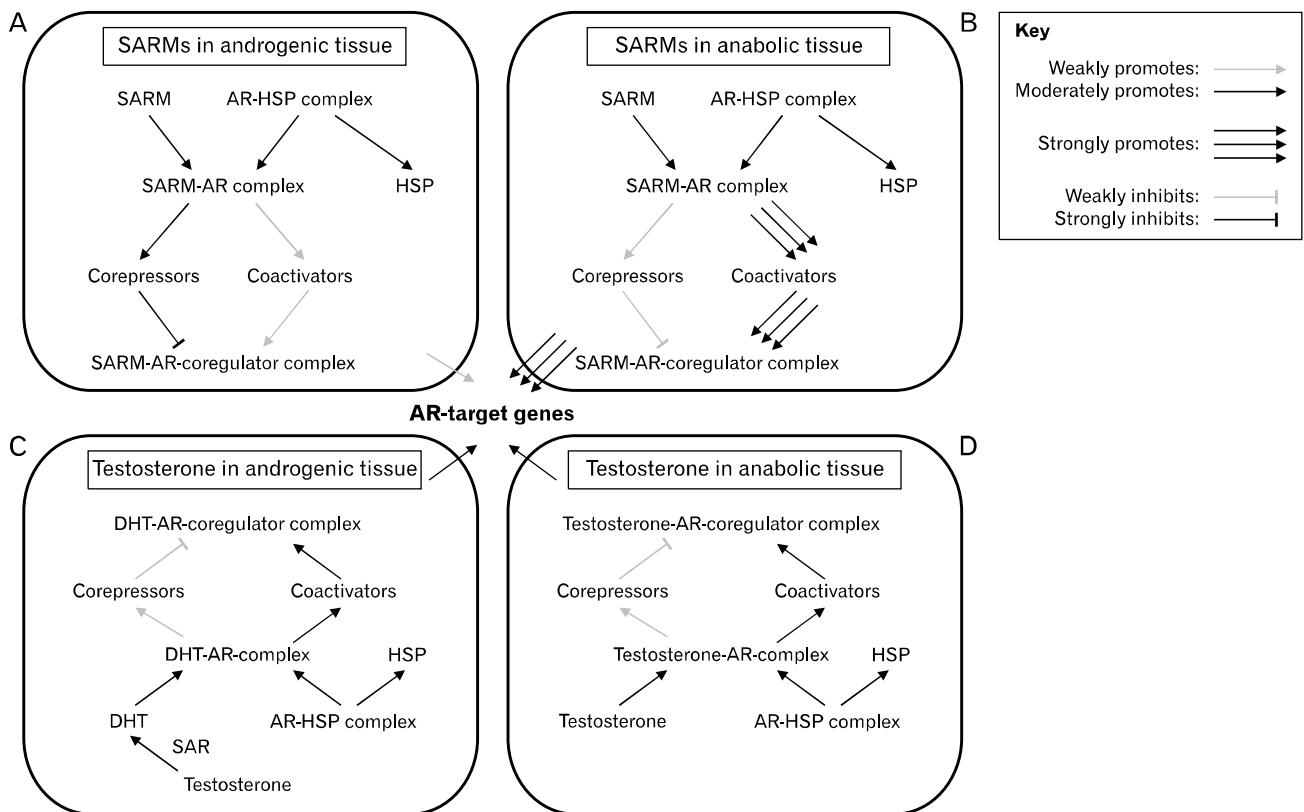 A
SARMs in androgenic tissue
SARM AR-HSP complex
SARM-AR complex HSP
Corepressors Coactivators
SARM-AR-coregulator complex
B
SARMs in anabolic tissue
SARM AR-HSP complex
SARM-AR complex HSP
Corepressors Coactivators
SARM-AR-coregulator complex
Key
Weakly promotes:
Moderately promotes:
Strongly promotes:
Weakly inhibits:
Strongly inhibits:
AR-target genes
C
Testosterone in androgenic tissue
DHT-AR-coregulator complex
Corepressors Coactivators
DHT-AR-complex HSP
DHT AR-HSP complex
SAR
Testosterone
D
Testosterone in anabolic tissue
Testosterone-AR-coregulator complex
Corepressors Coactivators
Testosterone-AR-complex HSP
Testosterone AR-HSP complex